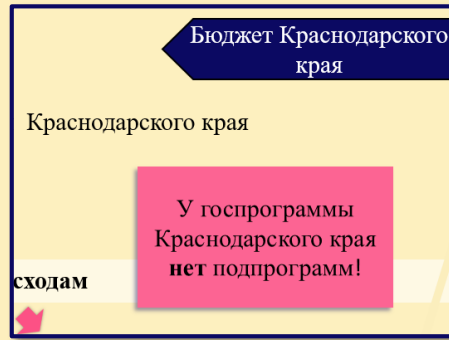 Бюджет Краснодарского
края
Краснодарского края
У госпрограммы
Краснодарского края
нет подпрограмм!
сходам